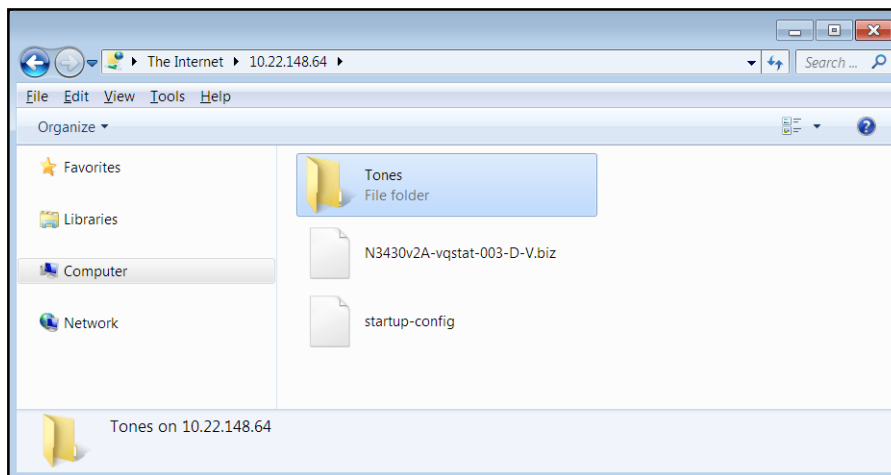 The Internet 10.22.148.64 Search ...
File Edit View Tools Help
Organize
Favorites
Tones
File folder
Libraries
N3430v2A-vqstat-003-D-V.biz
Computer
startup-config
Network
Tones on 10.22.148.64